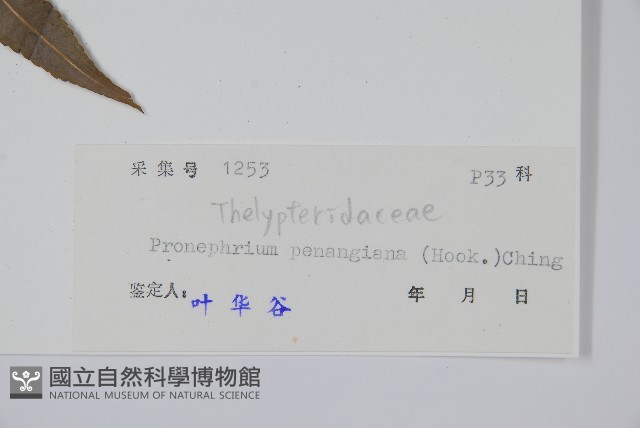 采集号 1253 P33 科
Thelypteridaceae
Pronephrium penangiana (Hook.)Ching
鉴定人: 叶华谷 年 月 日
國立自然科學博物館
NATIONAL MUSEUM OF NATURAL SCIENCE